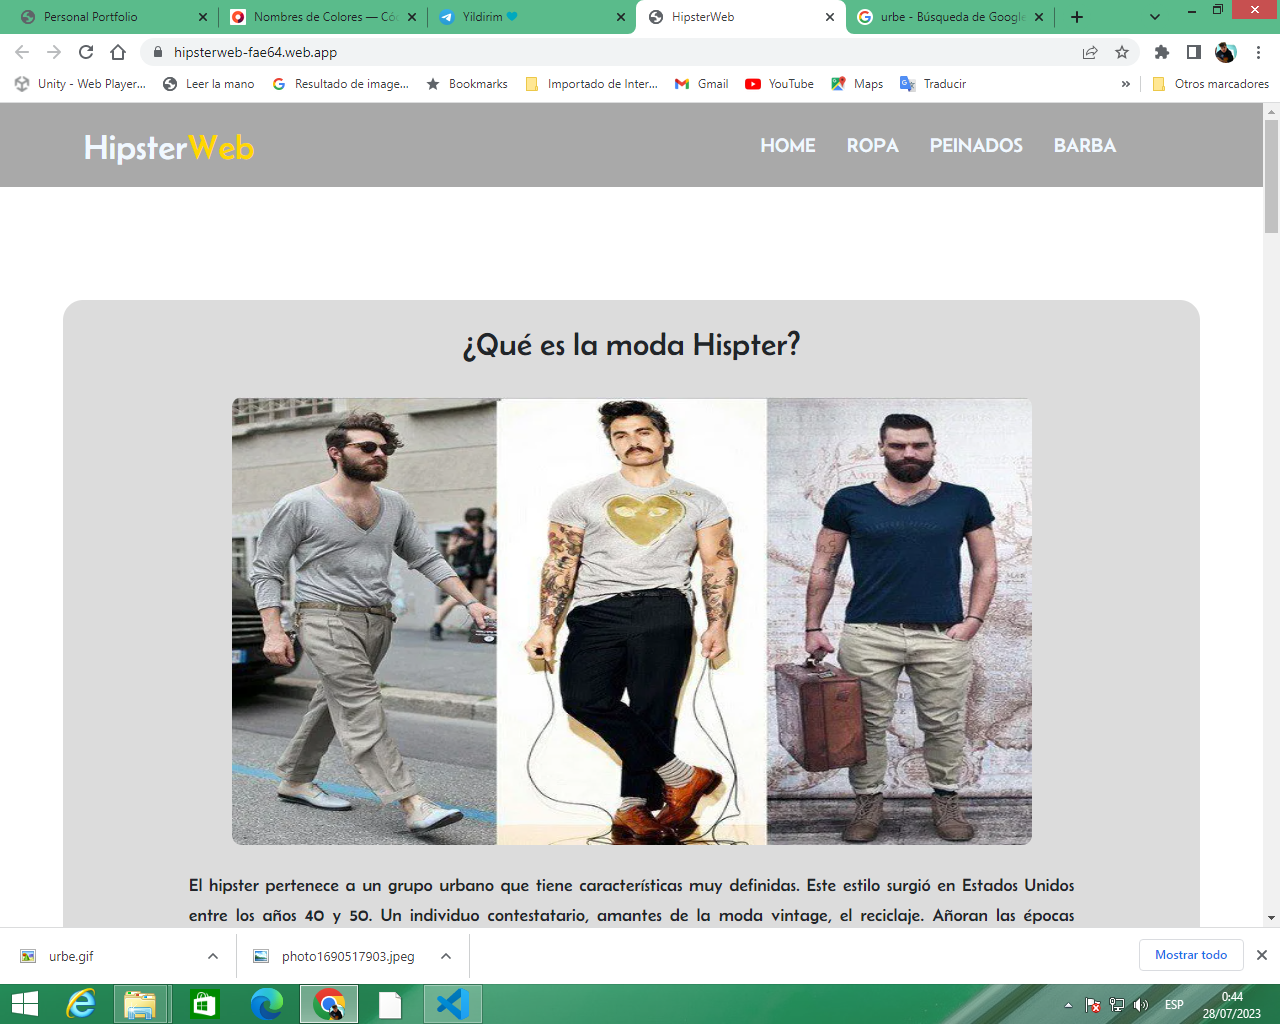 Personal Portfolio
Nombres de Colores — Cód
Yildirim
HipsterWeb
urbe - Búsqueda de Google
hipsterweb-fae64.web.app
Unity - Web Player...
Leer la mano
Resultado de image...
Bookmarks
Importado de Inter...
Gmail
YouTube
Maps
Traducir
»
Otros marcadores
HipsterWeb
HOME
ROPA
PEINADOS
BARBA
¿Qué es la moda Hispter?
El hipster pertenece a un grupo urbano que tiene características muy definidas. Este estilo surgió en Estados Unidos
entre los años 40 y 50. Un individuo contestatario, amantes de la moda vintage, el reciclaje. Añoran las épocas
urbe.gif
photo1690517903.jpeg
Mostrar todo
ESP
0:44
28/07/2023